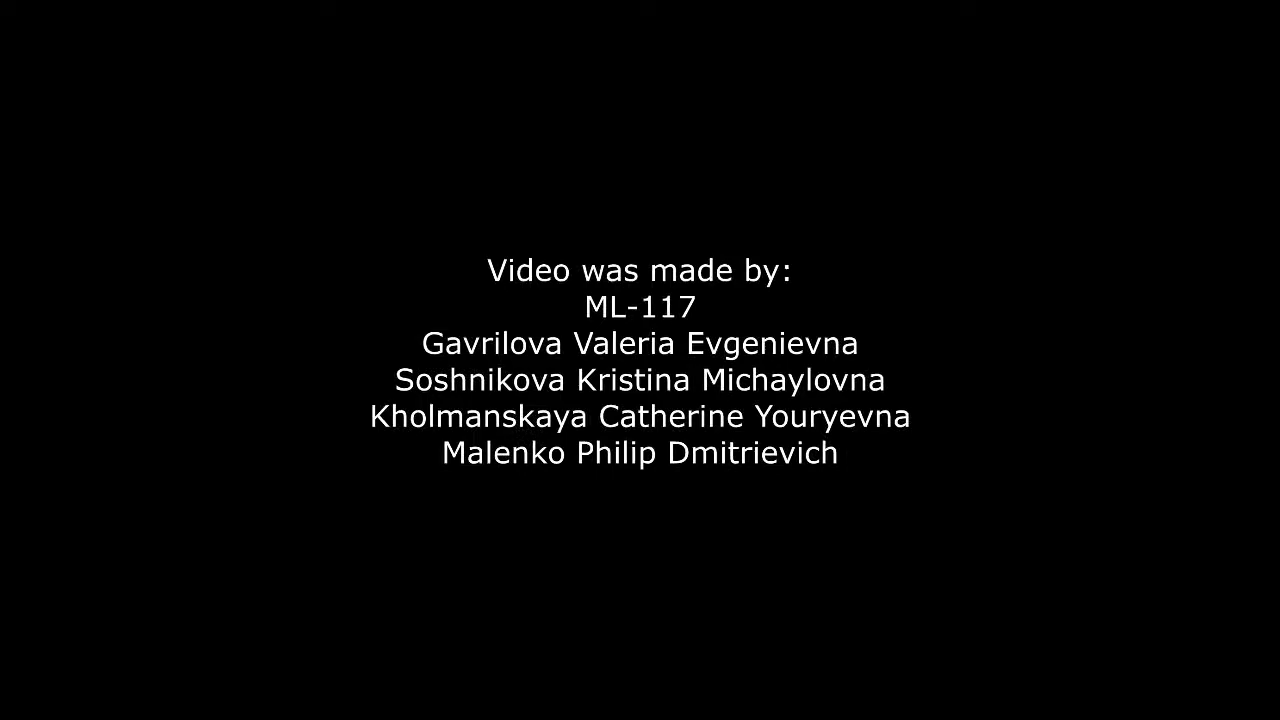 Video was made by:
ML-117
Gavrilova Valeria Evgenievna
Soshnikova Kristina Michaylovna
Kholmanskaya Catherine Youryevna
Malenko Philip Dmitrievich